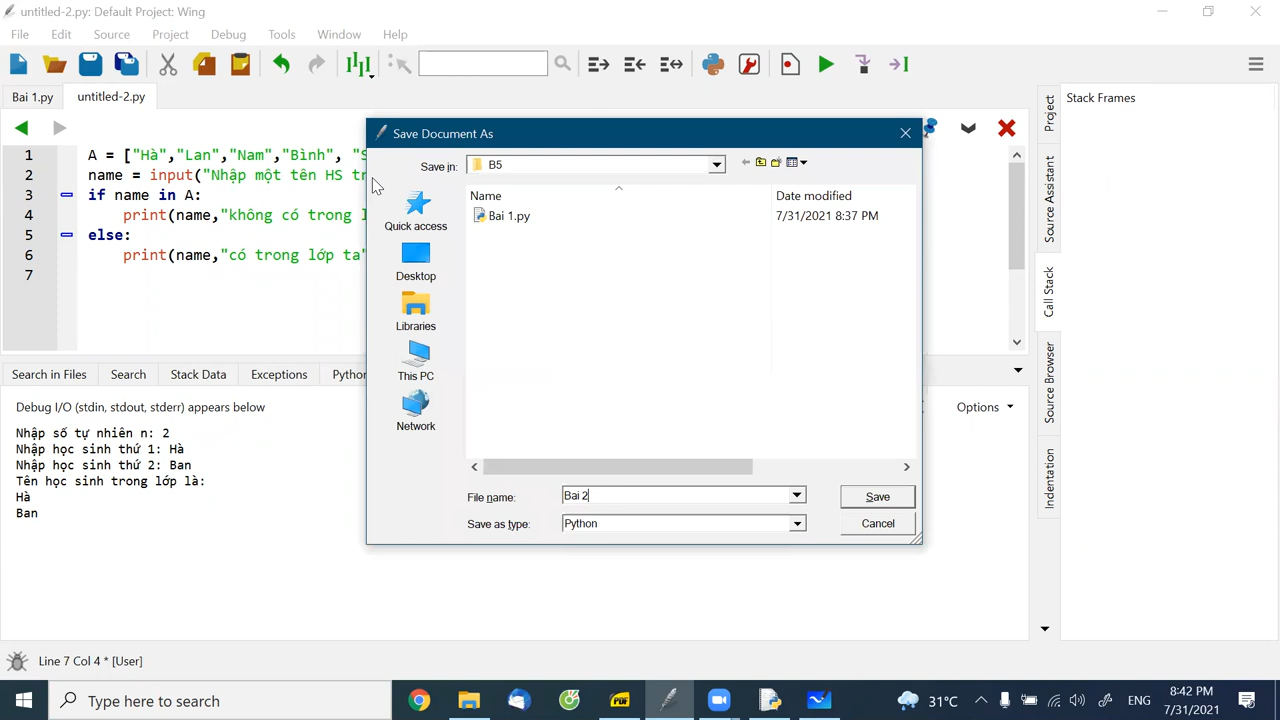 untitled-2.py: Default Project: Wing
File Edit Source Project Debug Tools Window Help
Bai 1.py untitled-2.py
Stack Frames
1 A = ["Hà","Lan","Nam","Bình",
2 name = input("Nhập một tên HS
3 if name in A:
4 print(name,"không có trong
5 else:
6 print(name,"có trong lớp ta"
7
Save Document As
Save in: B5
Name Date modified
Bai 1.py 7/31/2021 8:37 PM
Quick access
Desktop
Libraries
This PC
Network
File name: Bai 2 Save
Save as type: Python Cancel
Project
Source Assistant
Call Stack
Source Browser
Indentation
Search in Files Search Stack Data Exceptions Python
Debug I/O (stdin, stdout, stderr) appears below Options
Nhập số tự nhiên n: 2
Nhập học sinh thứ 1: Hà
Nhập học sinh thứ 2: Ban
Tên học sinh trong lớp là:
Hà
Ban
Line 7 Col 4 * [User]
Type here to search
PDF
31°C
ENG
8:42 PM
7/31/2021